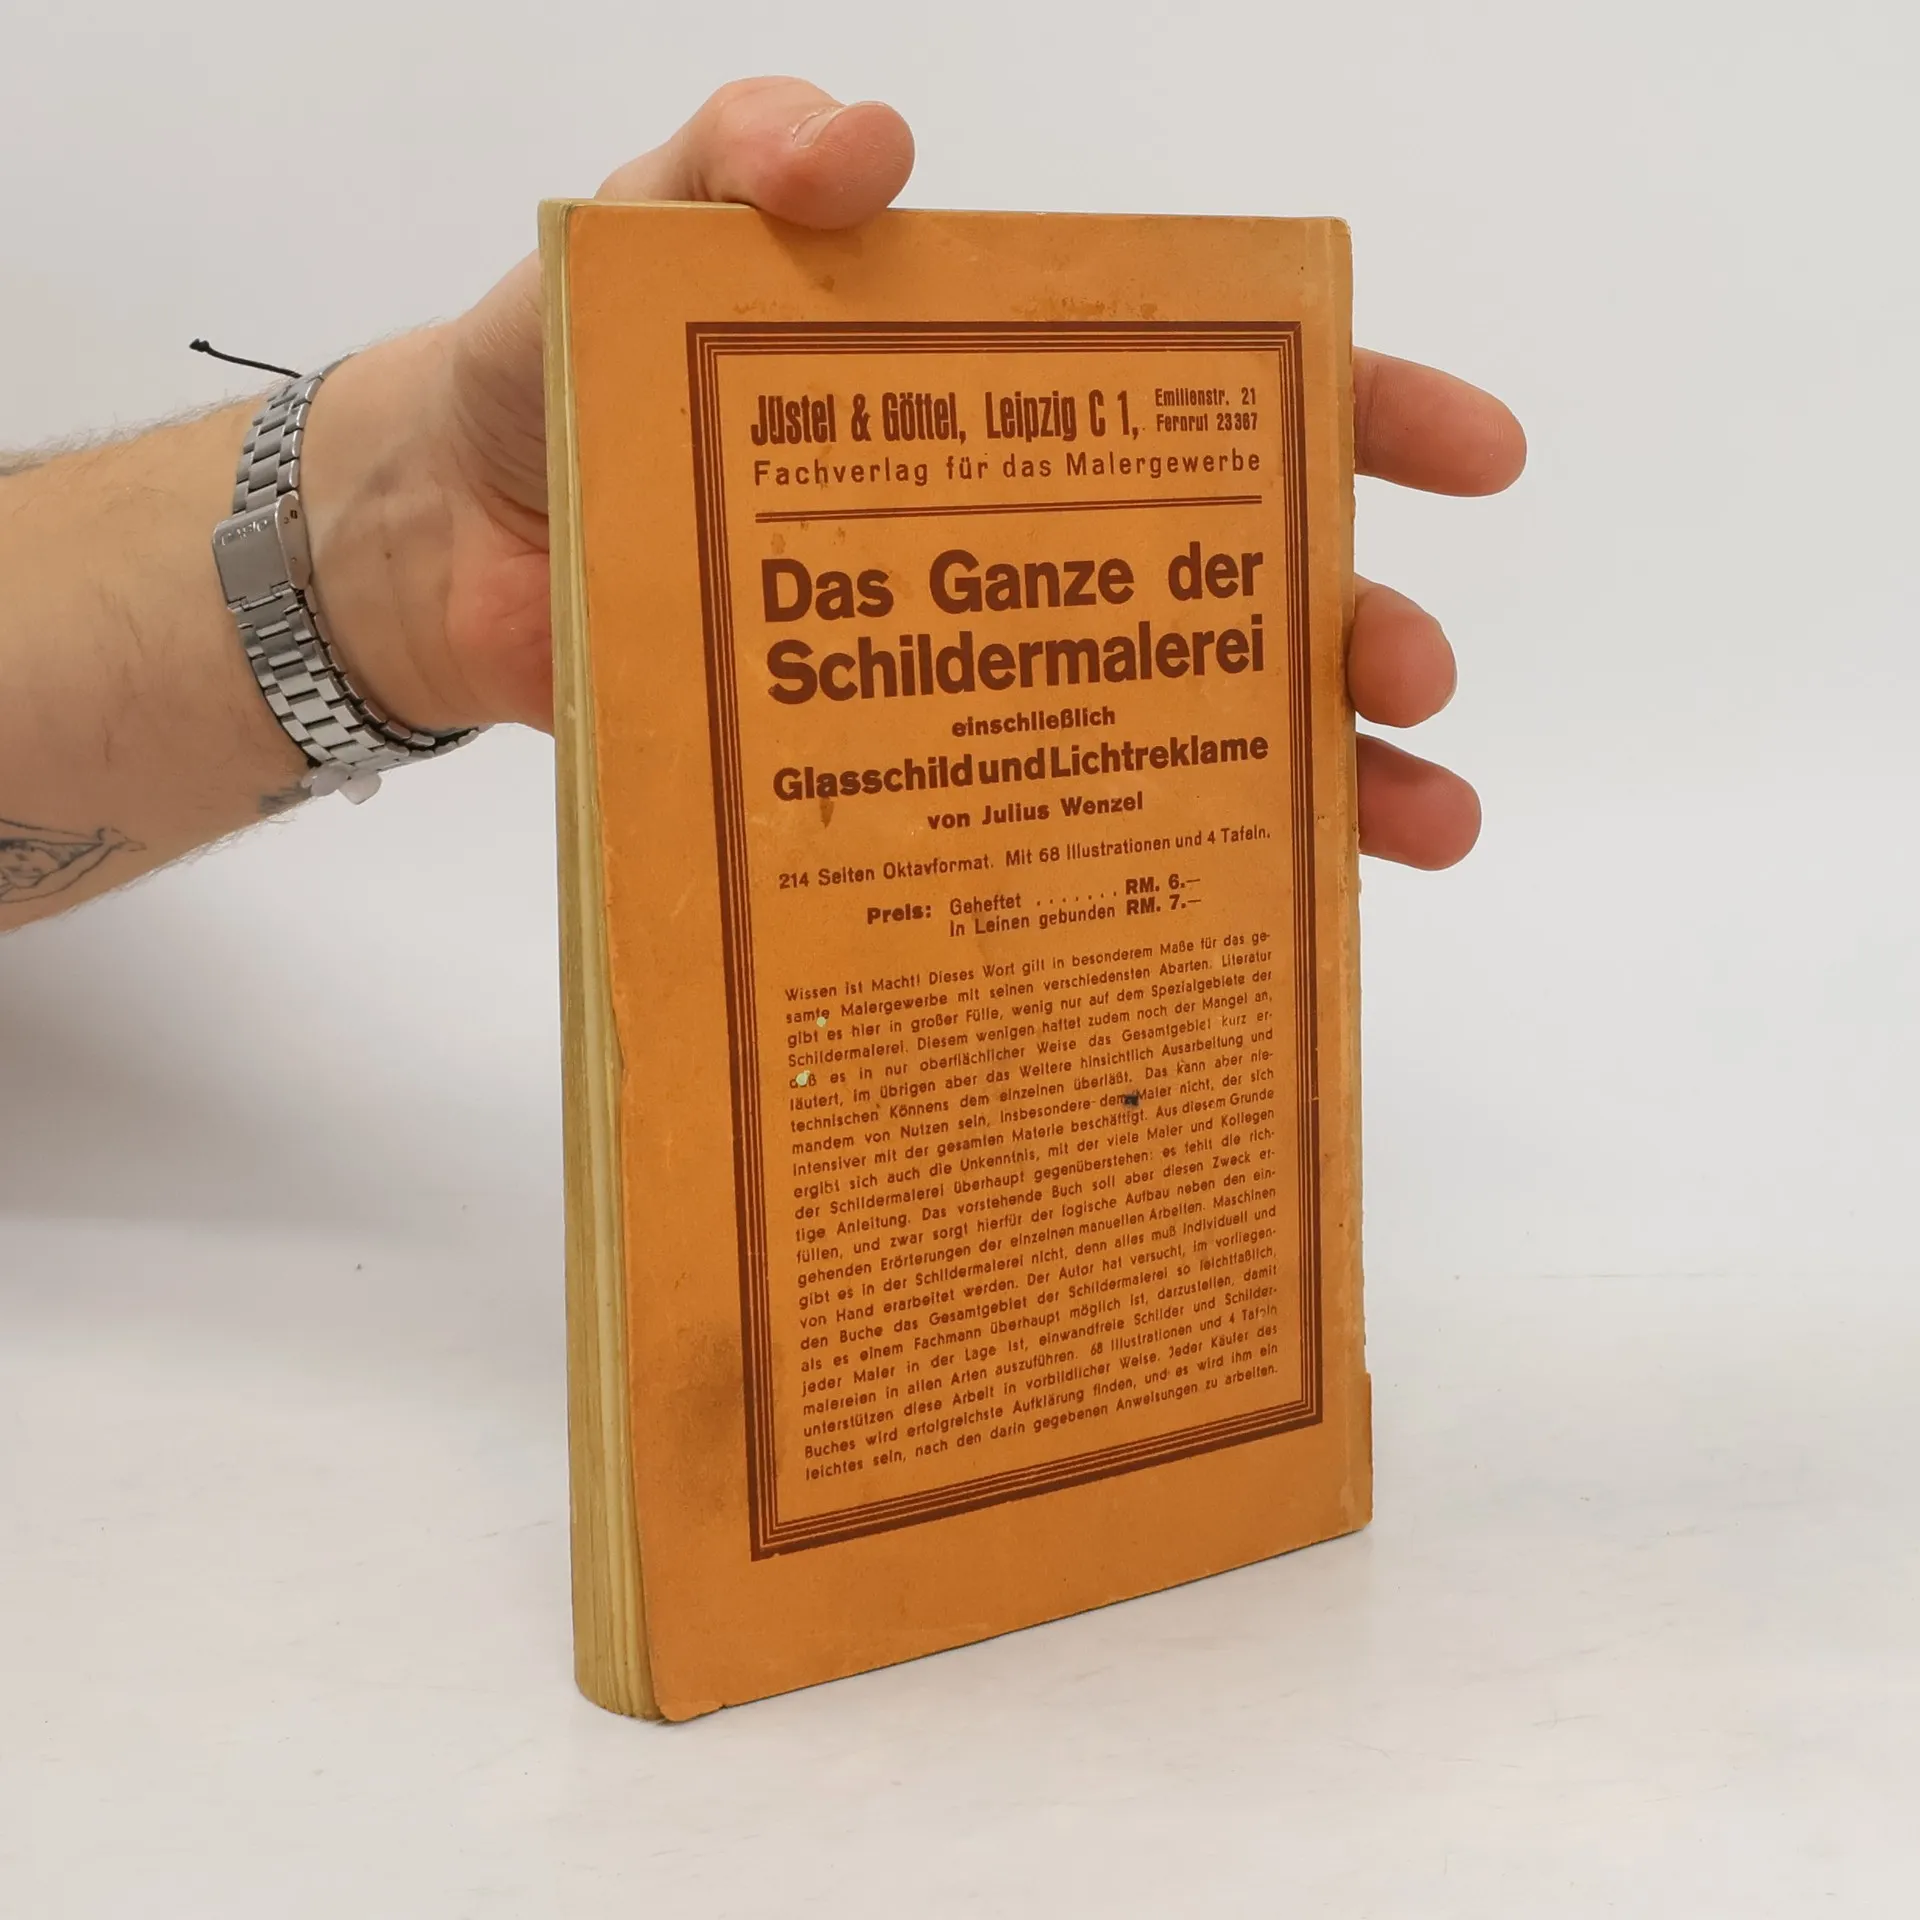 Jüstel & Göttel, Leipzig C 1, Emilienstr. 21
Fernruf 23367
Fachverlag für das Malergewerbe
Das Ganze der
Schildermalerei
einschließlich
Glasschild und Lichtreklame
von Julius Wenzel
214 Seiten Oktavformat. Mit 68 Illustrationen und 4 Tafeln.
Preis: Geheftet ....... RM. 6.—
In Leinen gebunden RM. 7.—
Wissen ist Macht! Dieses Wort gilt in besonderem Maße für das ge-
samte Malergewerbe mit seinen verschiedensten Abarten. Literatur
gibt es hier in großer Fülle, wenig nur auf dem Spezialgebiete der
Schildermalerei. Diesem wenigen haftet zudem noch der Mangel an,
daß es in nur oberflächlicher Weise das Gesamtgebiet kurz er-
läutert, im übrigen aber das Weitere hinsichtlich Ausarbeitung und
technischen Könnens dem einzelnen überläßt. Das kann aber nie-
mandem von Nutzen sein, insbesondere dem Maler nicht, der sich
intensiver mit der gesamten Materie beschäftigt. Aus diesem Grunde
ergibt sich auch die Unkenntnis, mit der viele Maler und Kollegen
der Schildermalerei überhaupt gegenüberstehen: es fehlt die rich-
tige Anleitung. Das vorstehende Buch soll aber diesen Zweck er-
füllen, und zwar sorgt hierfür der logische Aufbau neben den ein-
gehenden Erörterungen der einzelnen manuellen Arbeiten. Maschinen
gibt es in der Schildermalerei nicht, denn alles muß individuell und
von Hand erarbeitet werden. Der Autor hat versucht, im vorliegen-
den Buche das Gesamtgebiet der Schildermalerei so leichtfaßlich,
als es einem Fachmann überhaupt möglich ist, darzustellen, damit
jeder Maler in der Lage ist, einwandfreie Schilder und Schilder-
malereien in allen Arten auszuführen. 68 Illustrationen und 4 Tafeln
unterstützen diese Arbeit in vorbildlicher Weise. Jeder Käufer des
Buches wird erfolgreichste Aufklärung finden, und es wird ihm ein
leichtes sein, nach den darin gegebenen Anweisungen zu arbeiten.
CASIO